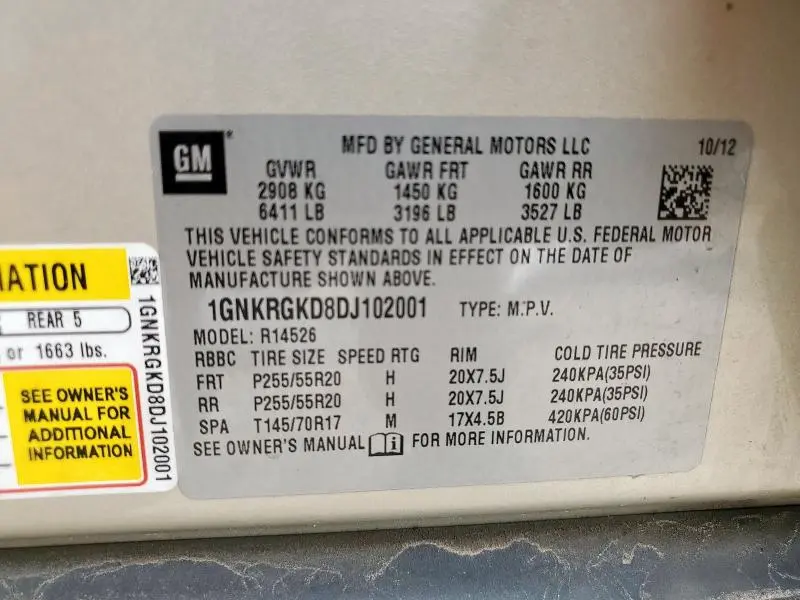 GM
MFD BY GENERAL MOTORS LLC 10/12
GVWR GAWR FRT GAWR RR
2908 KG 1450 KG 1600 KG
6411 LB 3196 LB 3527 LB
THIS VEHICLE CONFORMS TO ALL APPLICABLE U.S. FEDERAL MOTOR
VEHICLE SAFETY STANDARDS IN EFFECT ON THE DATE OF
MANUFACTURE SHOWN ABOVE.
1GNKRGKD8DJ102001 TYPE: M.P.V.
MODEL: R14526
RBBC TIRE SIZE SPEED RTG RIM COLD TIRE PRESSURE
FRT P255/55R20 H 20X7.5J 240KPA(35PSI)
RR P255/55R20 H 20X7.5J 240KPA(35PSI)
SPA T145/70R17 M 17X4.5B 420KPA(60PSI)
SEE OWNER'S MANUAL FOR MORE INFORMATION.
MATION
REAR 5
or 1663 lbs.
SEE OWNER'S
MANUAL FOR
ADDITIONAL
INFORMATION
1GNKRGKD8DJ102001